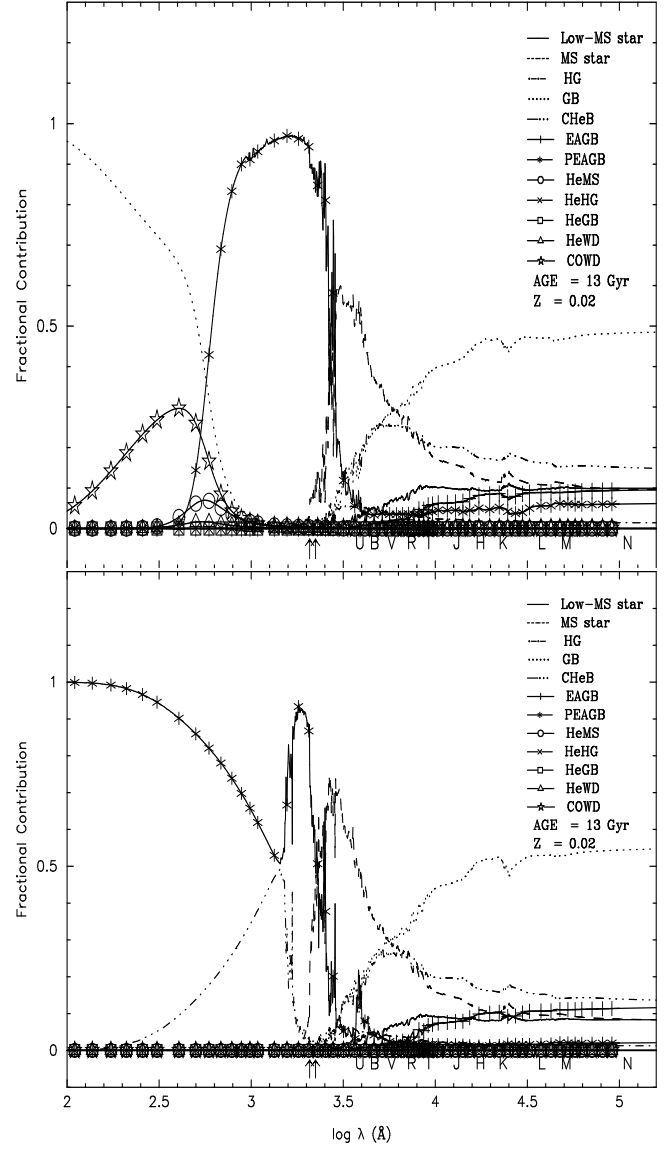 1
0.5
0
Fractional Contribution
Low-MS star
MS star
HG
GB
CHeB
EAGB
PEAGB
HeMS
HeHG
HeGB
HeWD
COWD
AGE = 13 Gyr
Z = 0.02
U B V R I J H K L M N
1
0.5
0
Fractional Contribution
Low-MS star
MS star
HG
GB
CHeB
EAGB
PEAGB
HeMS
HeHG
HeGB
HeWD
COWD
AGE = 13 Gyr
Z = 0.02
U B V R I J H K L M N
2 2.5 3 3.5 4 4.5 5
log λ (Å)